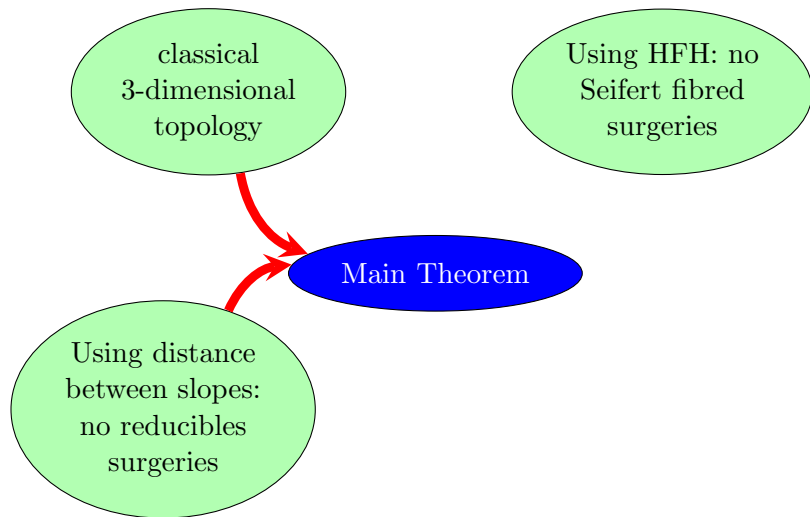 classical
3-dimensional
topology
Using HFH: no
Seifert fibred
surgeries
Main Theorem
Using distance
between slopes:
no reducibles
surgeries